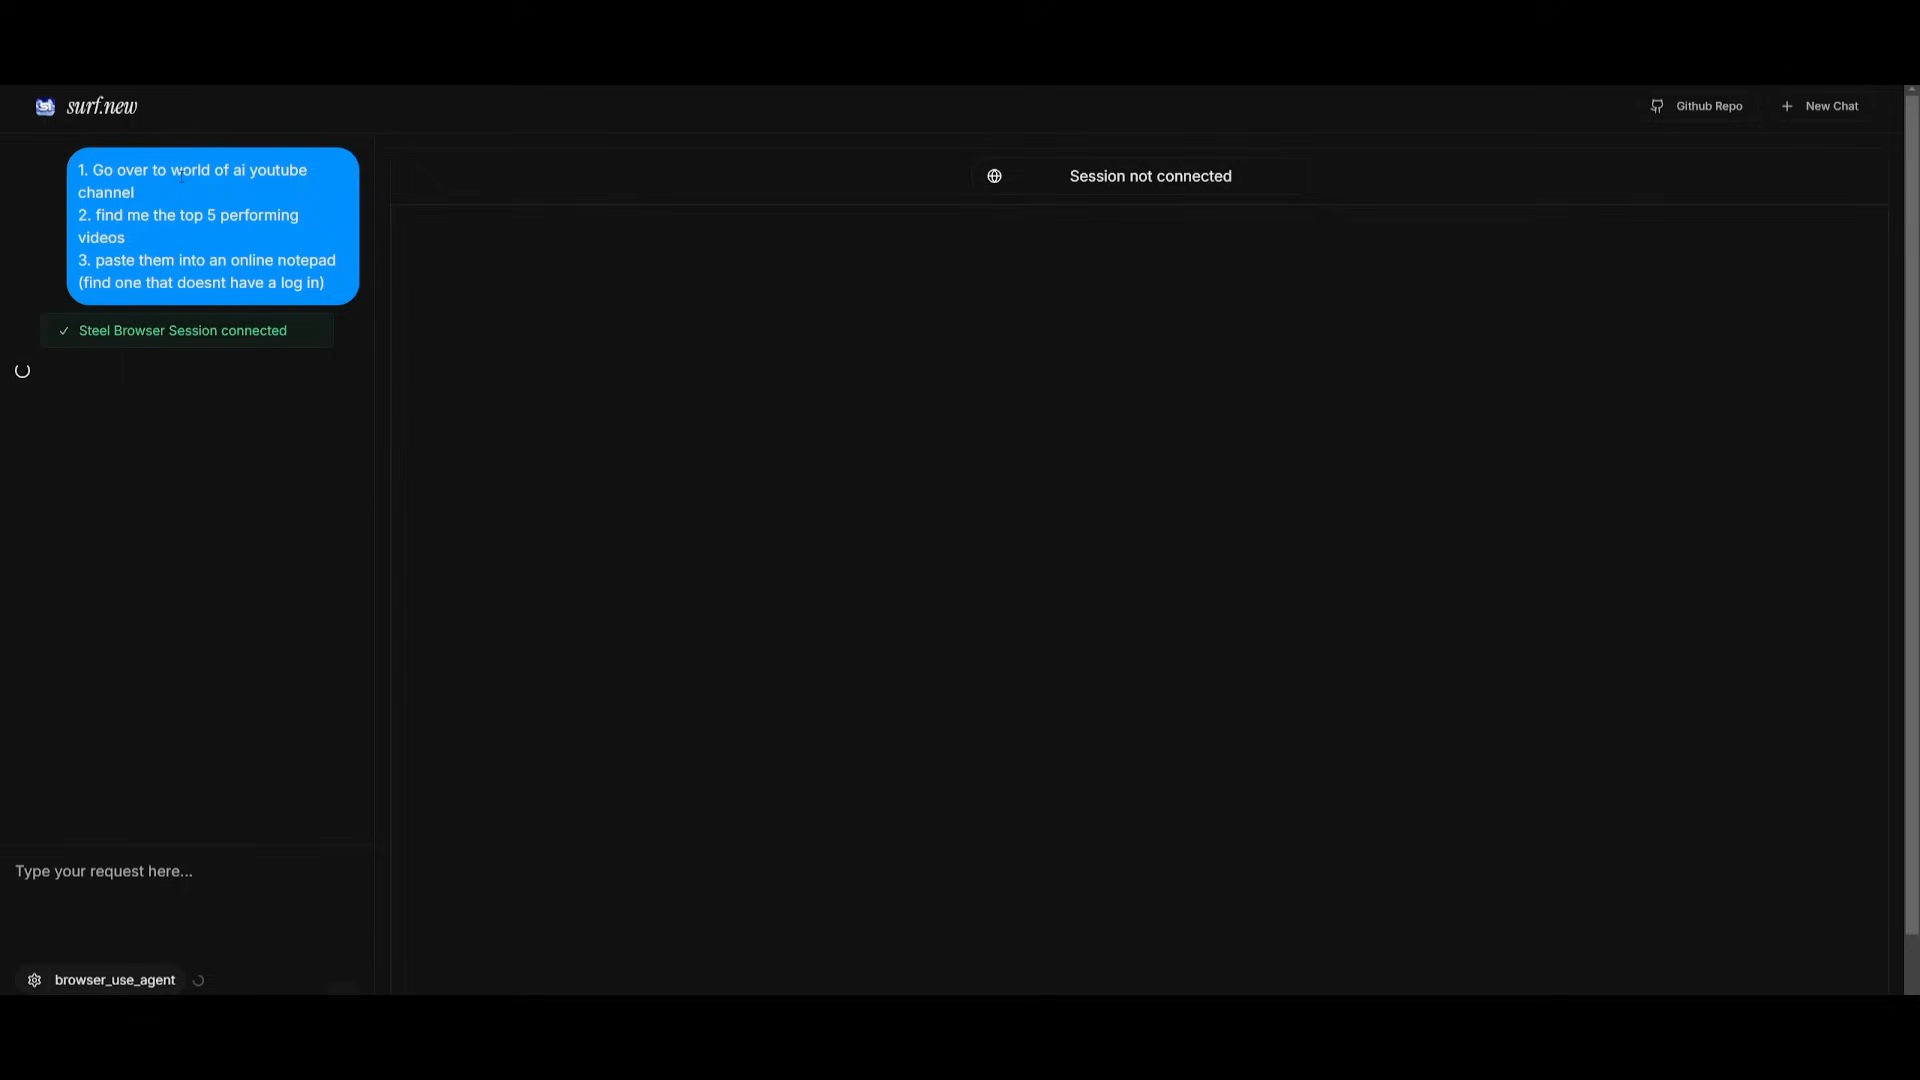 surf.new
Github Repo
New Chat
1. Go over to world of ai youtube
channel
2. find me the top 5 performing
videos
3. paste them into an online notepad
(find one that doesnt have a log in)
Session not connected
Steel Browser Session connected
Type your request here...
browser_use_agent